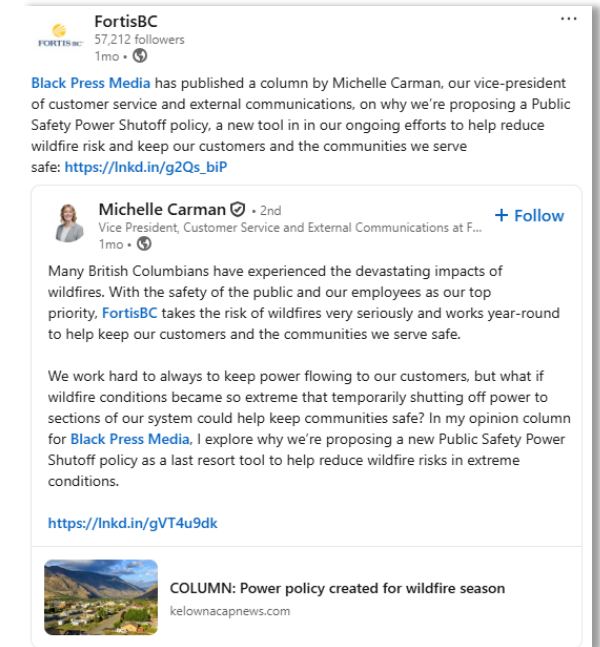 FortisBC
FORTIS BC
57,212 followers
1mo •
Black Press Media has published a column by Michelle Carman, our vice-president
of customer service and external communications, on why we're proposing a Public
Safety Power Shutoff policy, a new tool in in our ongoing efforts to help reduce
wildfire risk and keep our customers and the communities we serve
safe: https://lnkd.in/g2Qs_biP
Michelle Carman • 2nd
+ Follow
Vice President, Customer Service and External Communications at F...
1mo •
Many British Columbians have experienced the devastating impacts of
wildfires. With the safety of the public and our employees as our top
priority, FortisBC takes the risk of wildfires very seriously and works year-round
to help keep our customers and the communities we serve safe.
We work hard to always to keep power flowing to our customers, but what if
wildfire conditions became so extreme that temporarily shutting off power to
sections of our system could help keep communities safe? In my opinion column
for Black Press Media, I explore why we're proposing a new Public Safety Power
Shutoff policy as a last resort tool to help reduce wildfire risks in extreme
conditions.
https://lnkd.in/gVT4u9dk
COLUMN: Power policy created for wildfire season
kelownacapnews.com